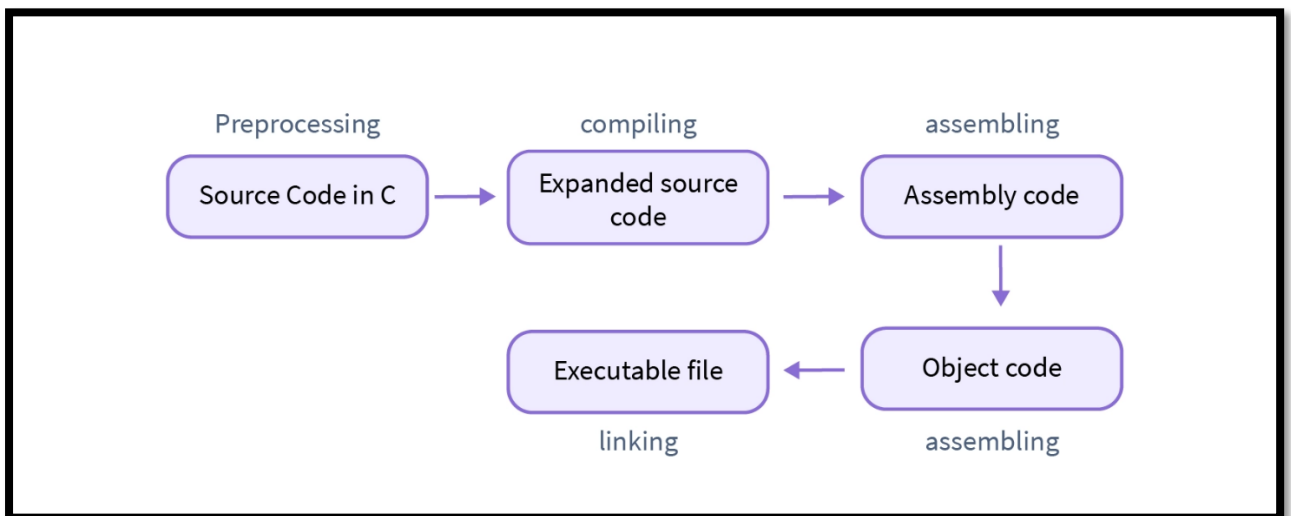 Preprocessing
compiling
assembling
Source Code in C
Expanded source
code
Assembly code
Executable file
Object code
linking
assembling